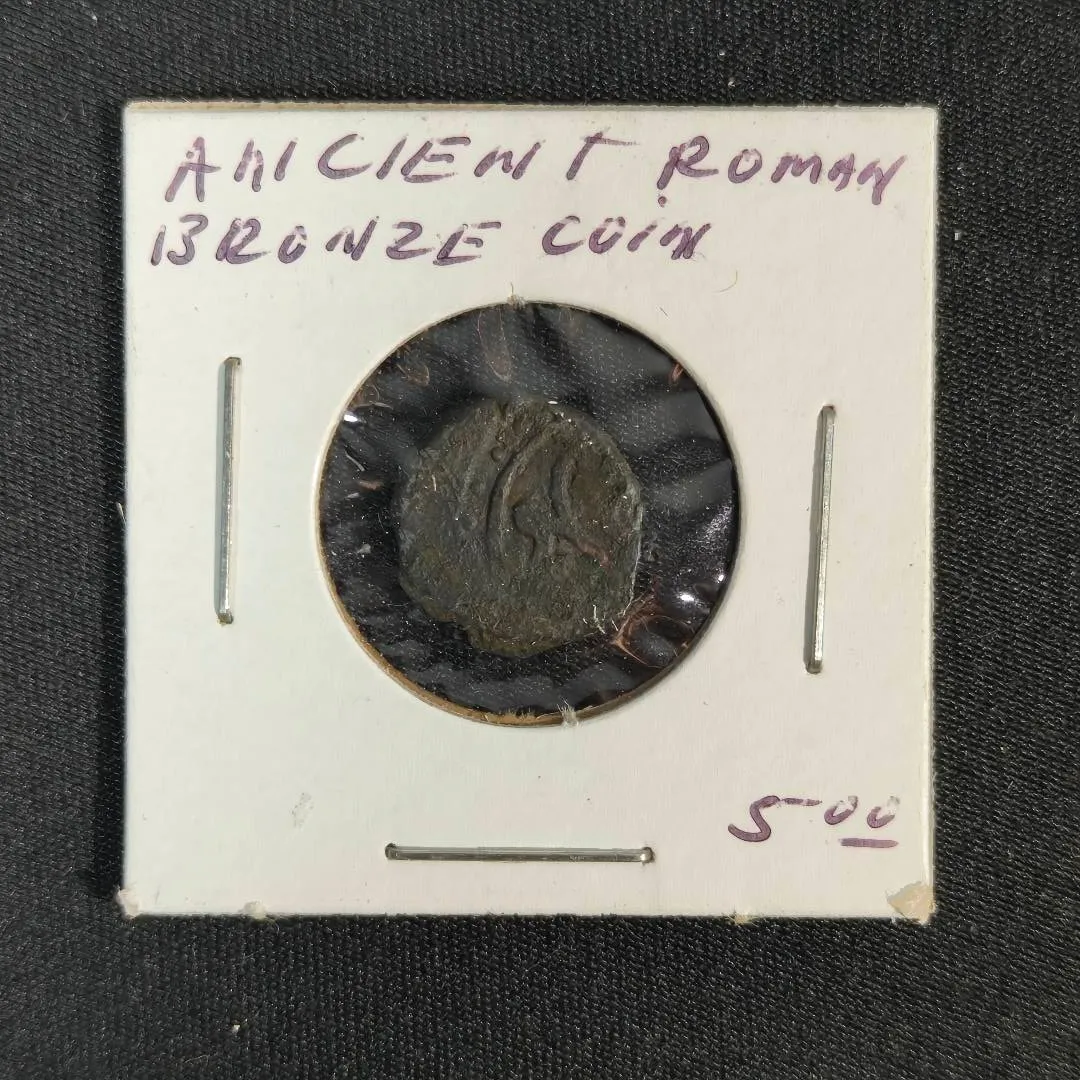 ANCIENT ROMAN
BRONZE COIN
5.00